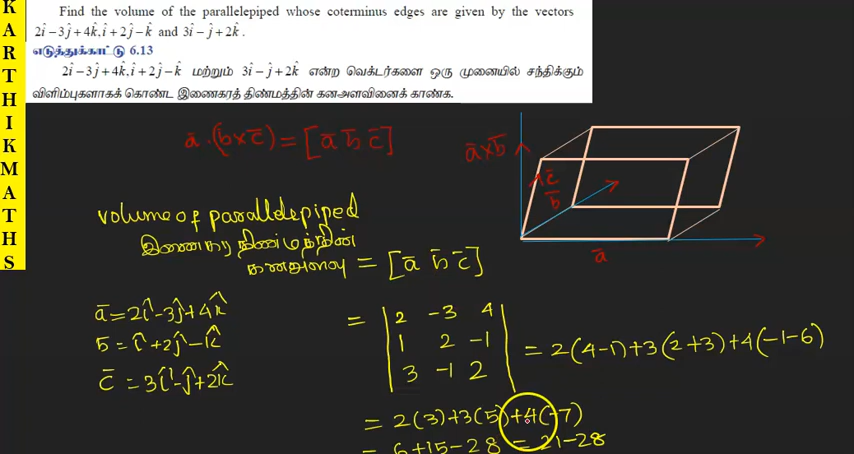 KARTHIKMATHS
Find the volume of the parallelepiped whose coterminus edges are given by the vectors
2î−3ĵ+4k̂, î+2ĵ−k̂ and 3î−ĵ+2k̂.
எடுத்துக்காட்டு 6.13
2î−3ĵ+4k̂, î+2ĵ−k̂ மற்றும் 3î−ĵ+2k̂ என்ற வெக்டர்களை ஒரு முனையில் சந்திக்கும்
விளிம்புகளாகக் கொண்ட இணைகரத் திண்மத்தின் கனஅளவினைக் காண்க.
ā·(b̄×c̄) = [ā b̄ c̄]
ā×b̄
c̄
b̄
ā
volume of parallelepiped
இணைகர திண்மத்தின்
கனஅளவு = [ā b̄ c̄]
ā = 2î−3ĵ+4k̂
b̄ = î+2ĵ−k̂
c̄ = 3î−ĵ+2k̂
= | 2 −3 4 |
| 1 2 −1 | = 2(4−1)+3(2+3)+4(−1−6)
| 3 −1 2 |
= 2(3)+3(5)+4(−7)
= 6+15−28 = 21−28